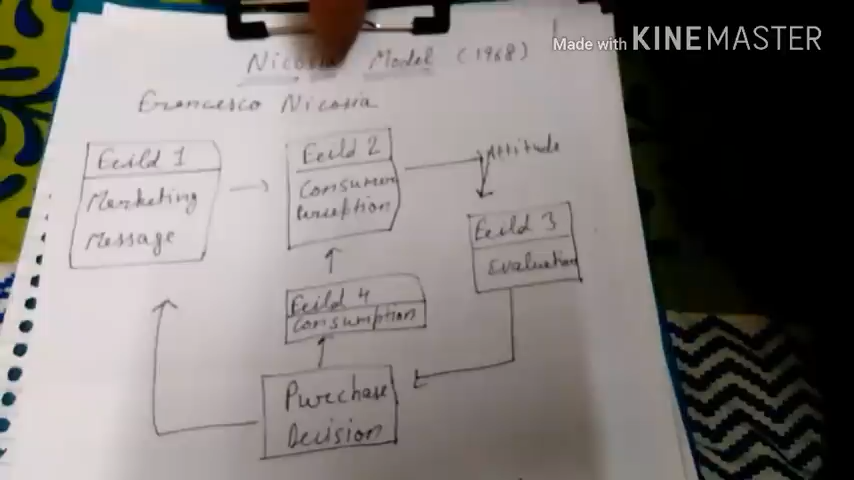 Made with KINEMASTER
Nicosia Model (1968)
Francesco Nicosia
Feild 1
Marketing
Message
Feild 2
Consumer
Perception
Attitude
Feild 3
Evaluation
Feild 4
Consumption
Purchase
Decision